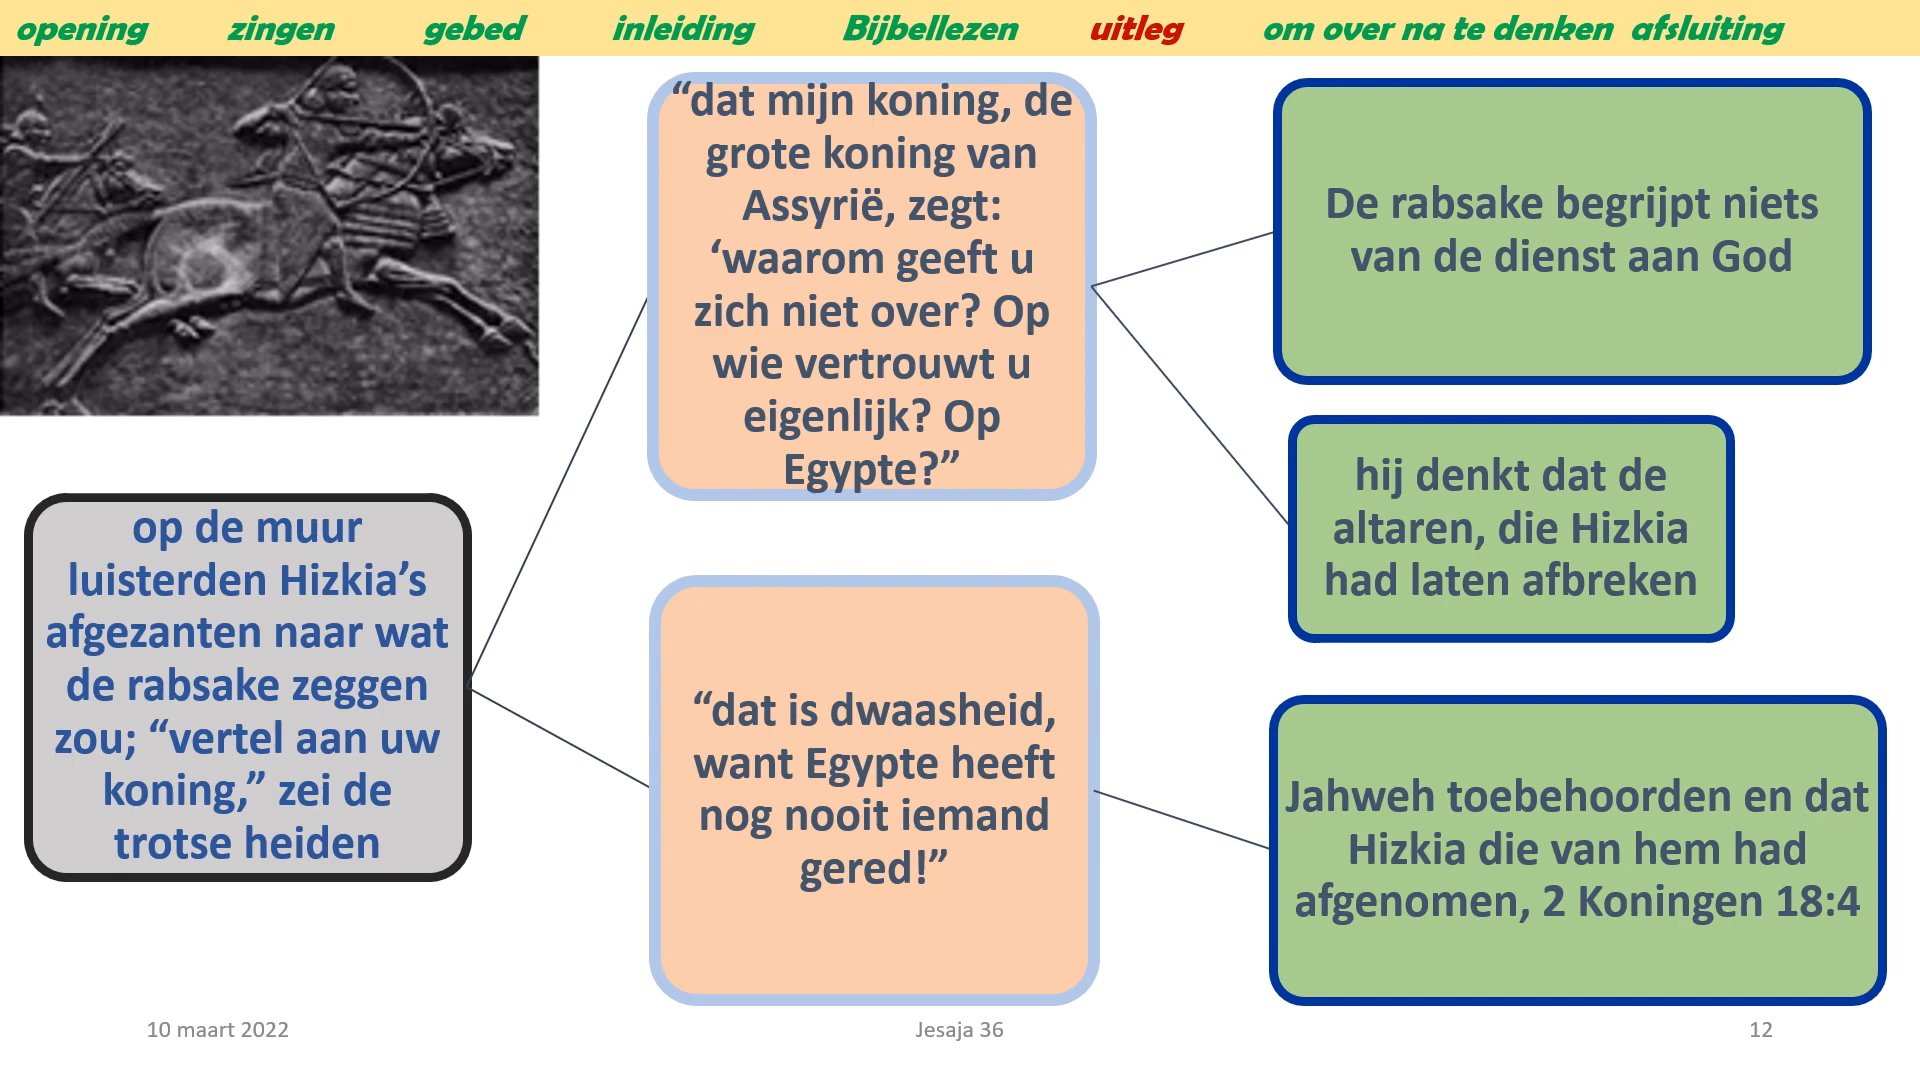 opening zingen gebed inleiding Bijbellezen uitleg om over na te denken afsluiting
op de muur
luisterden Hizkia’s
afgezanten naar wat
de rabsake zeggen
zou; “vertel aan uw
koning,” zei de
trotse heiden
“dat mijn koning, de
grote koning van
Assyrië, zegt:
‘waarom geeft u
zich niet over? Op
wie vertrouwt u
eigenlijk? Op
Egypte?”
“dat is dwaasheid,
want Egypte heeft
nog nooit iemand
gered!”
De rabsake begrijpt niets
van de dienst aan God
hij denkt dat de
altaren, die Hizkia
had laten afbreken
Jahweh toebehoorden en dat
Hizkia die van hem had
afgenomen, 2 Koningen 18:4
10 maart 2022
Jesaja 36
12